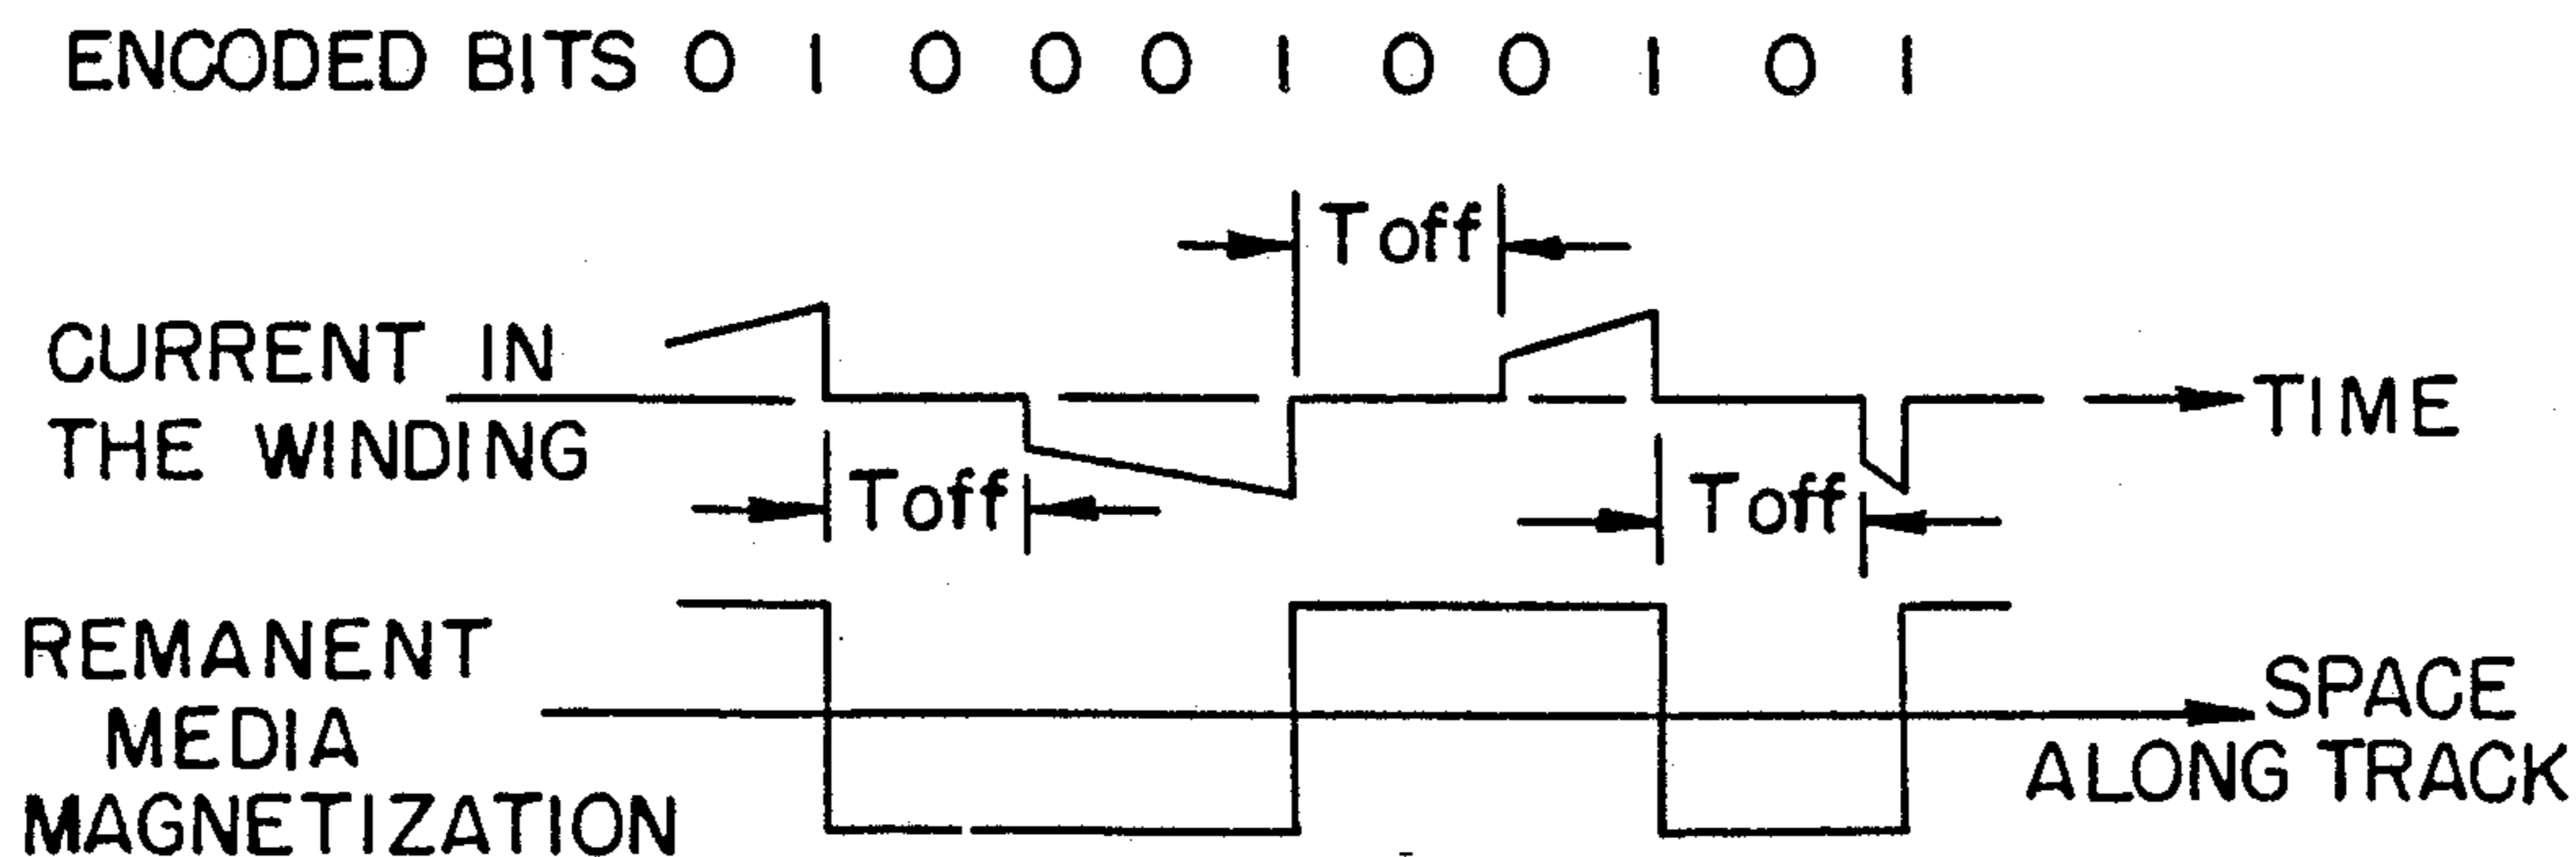 ENCODED BITS 0 1 0 0 0 1 0 0 1 0 1
Toff
CURRENT IN
THE WINDING
TIME
Toff
Toff
REMANENT
MEDIA
MAGNETIZATION
SPACE
ALONG TRACK